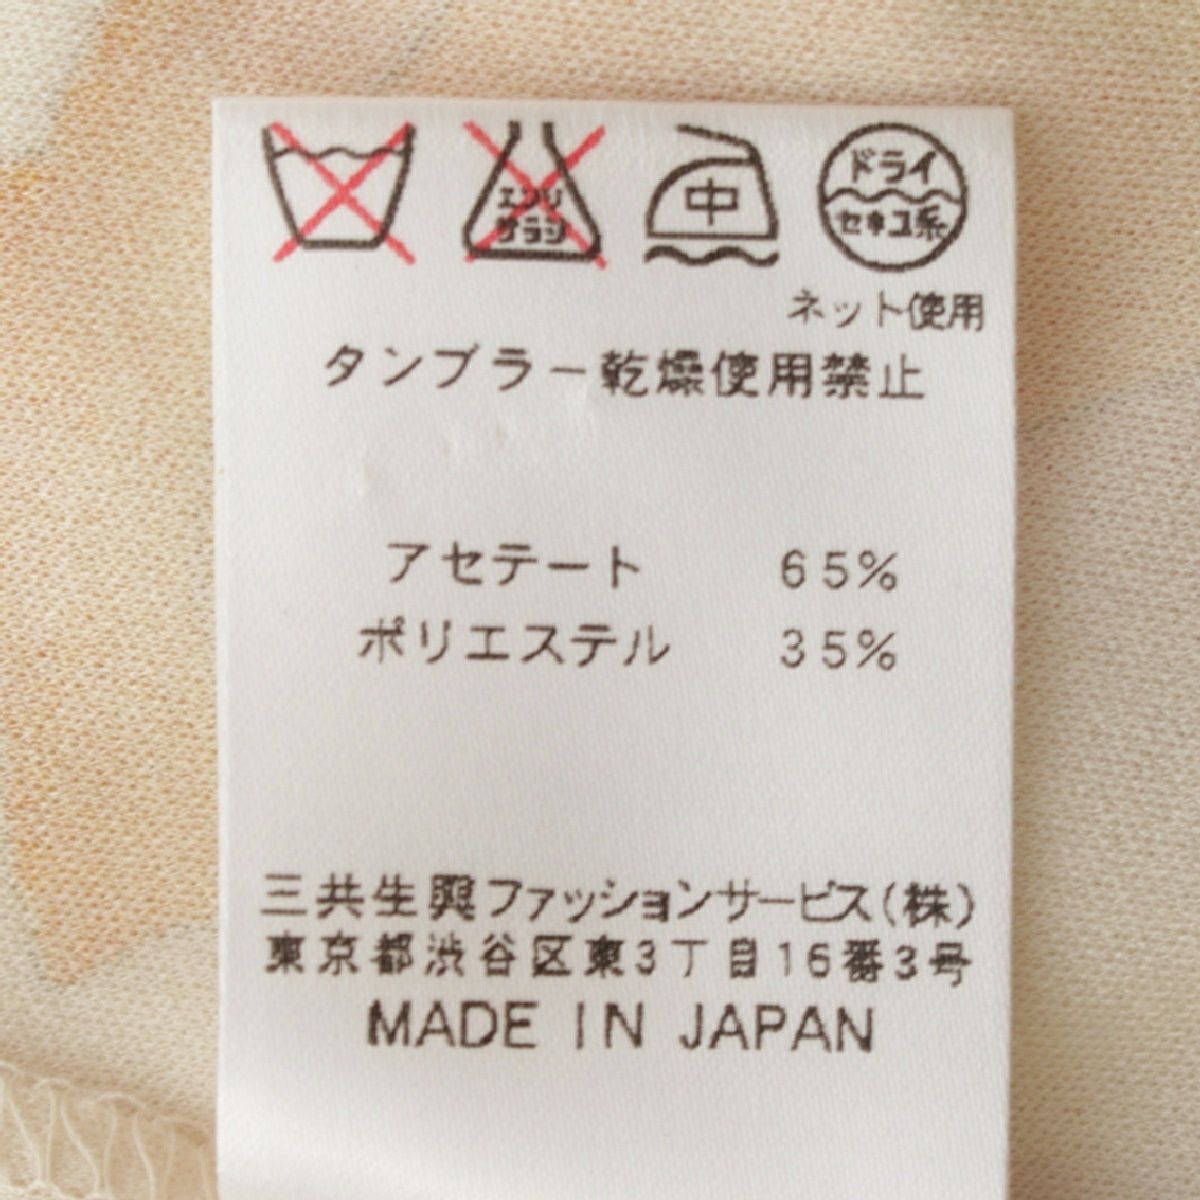 エンソ
サラシ
中
ドライ
セキユ系
ネット使用
タンブラー乾燥使用禁止
アセテート 65%
ポリエステル 35%
三共生興ファッションサービス(株)
東京都渋谷区東3丁目16番3号
MADE IN JAPAN